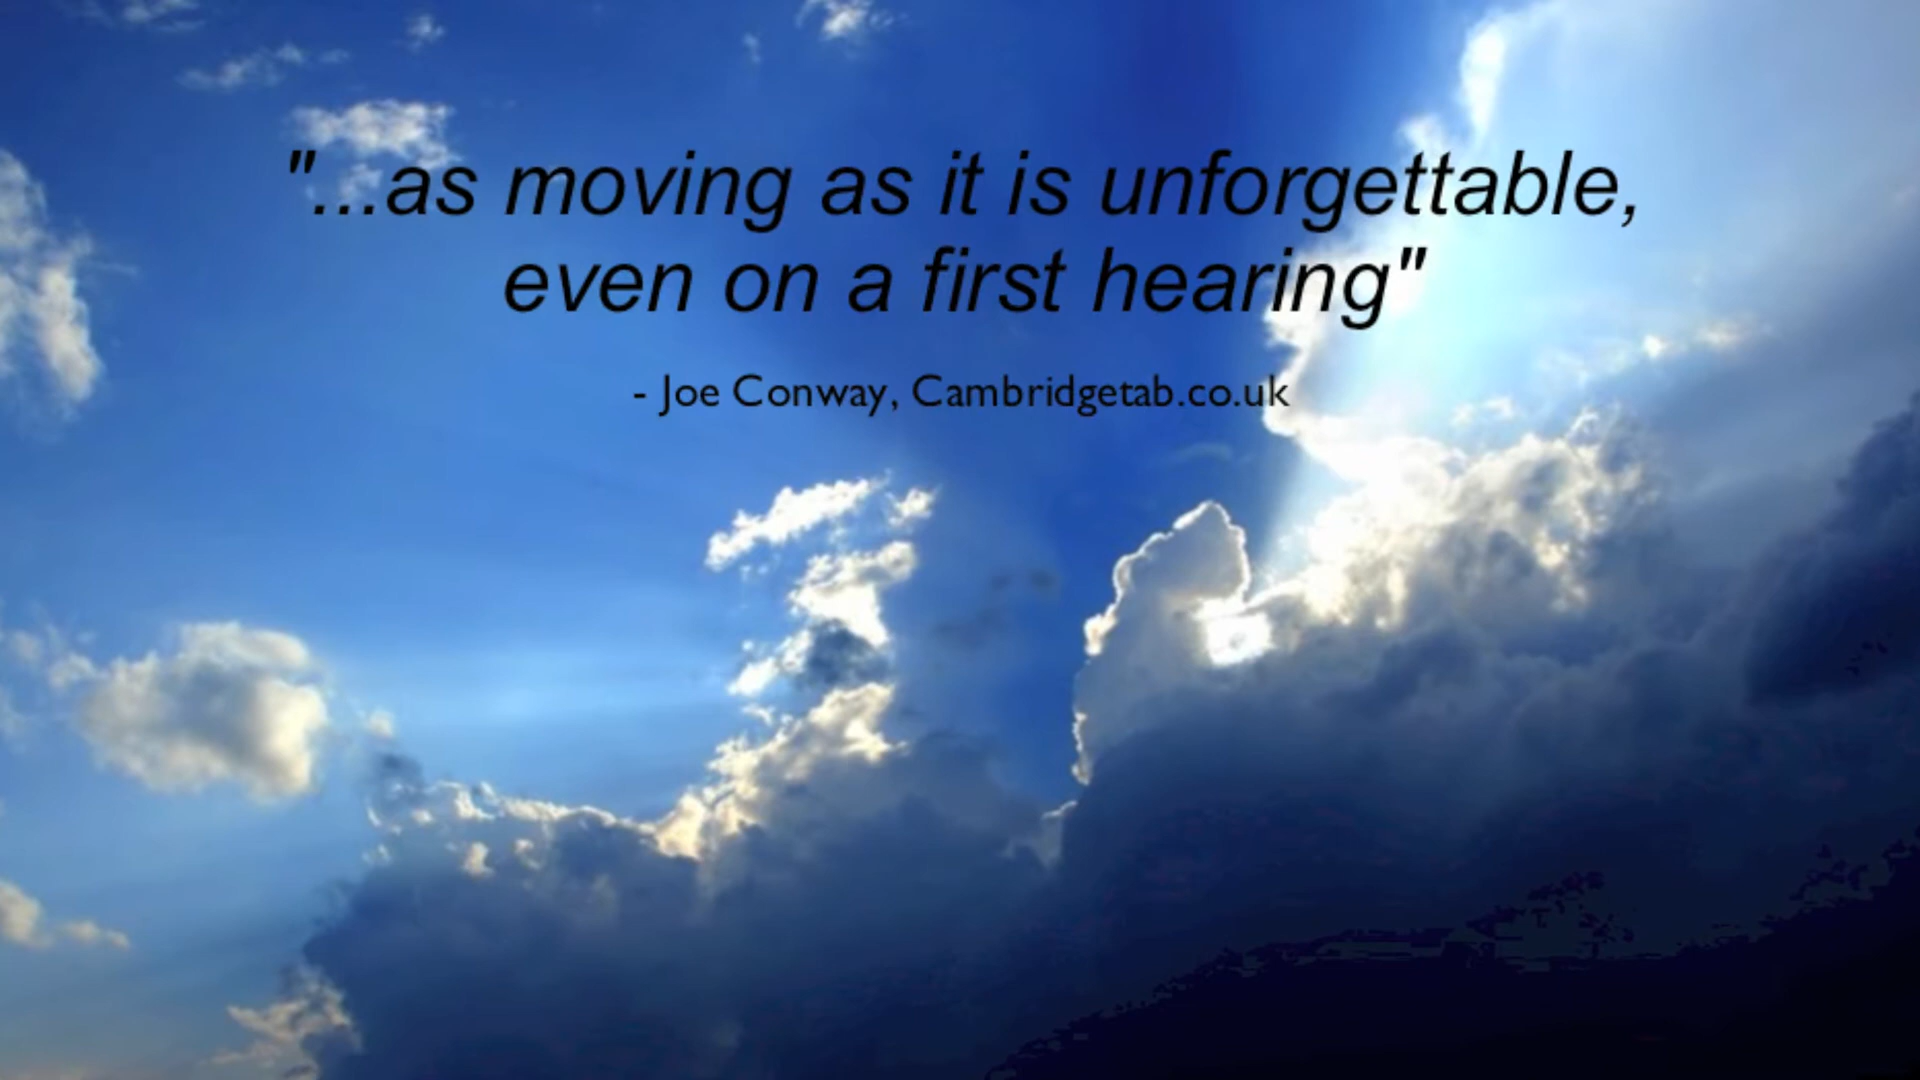 "...as moving as it is unforgettable,
even on a first hearing"
- Joe Conway, Cambridgetab.co.uk